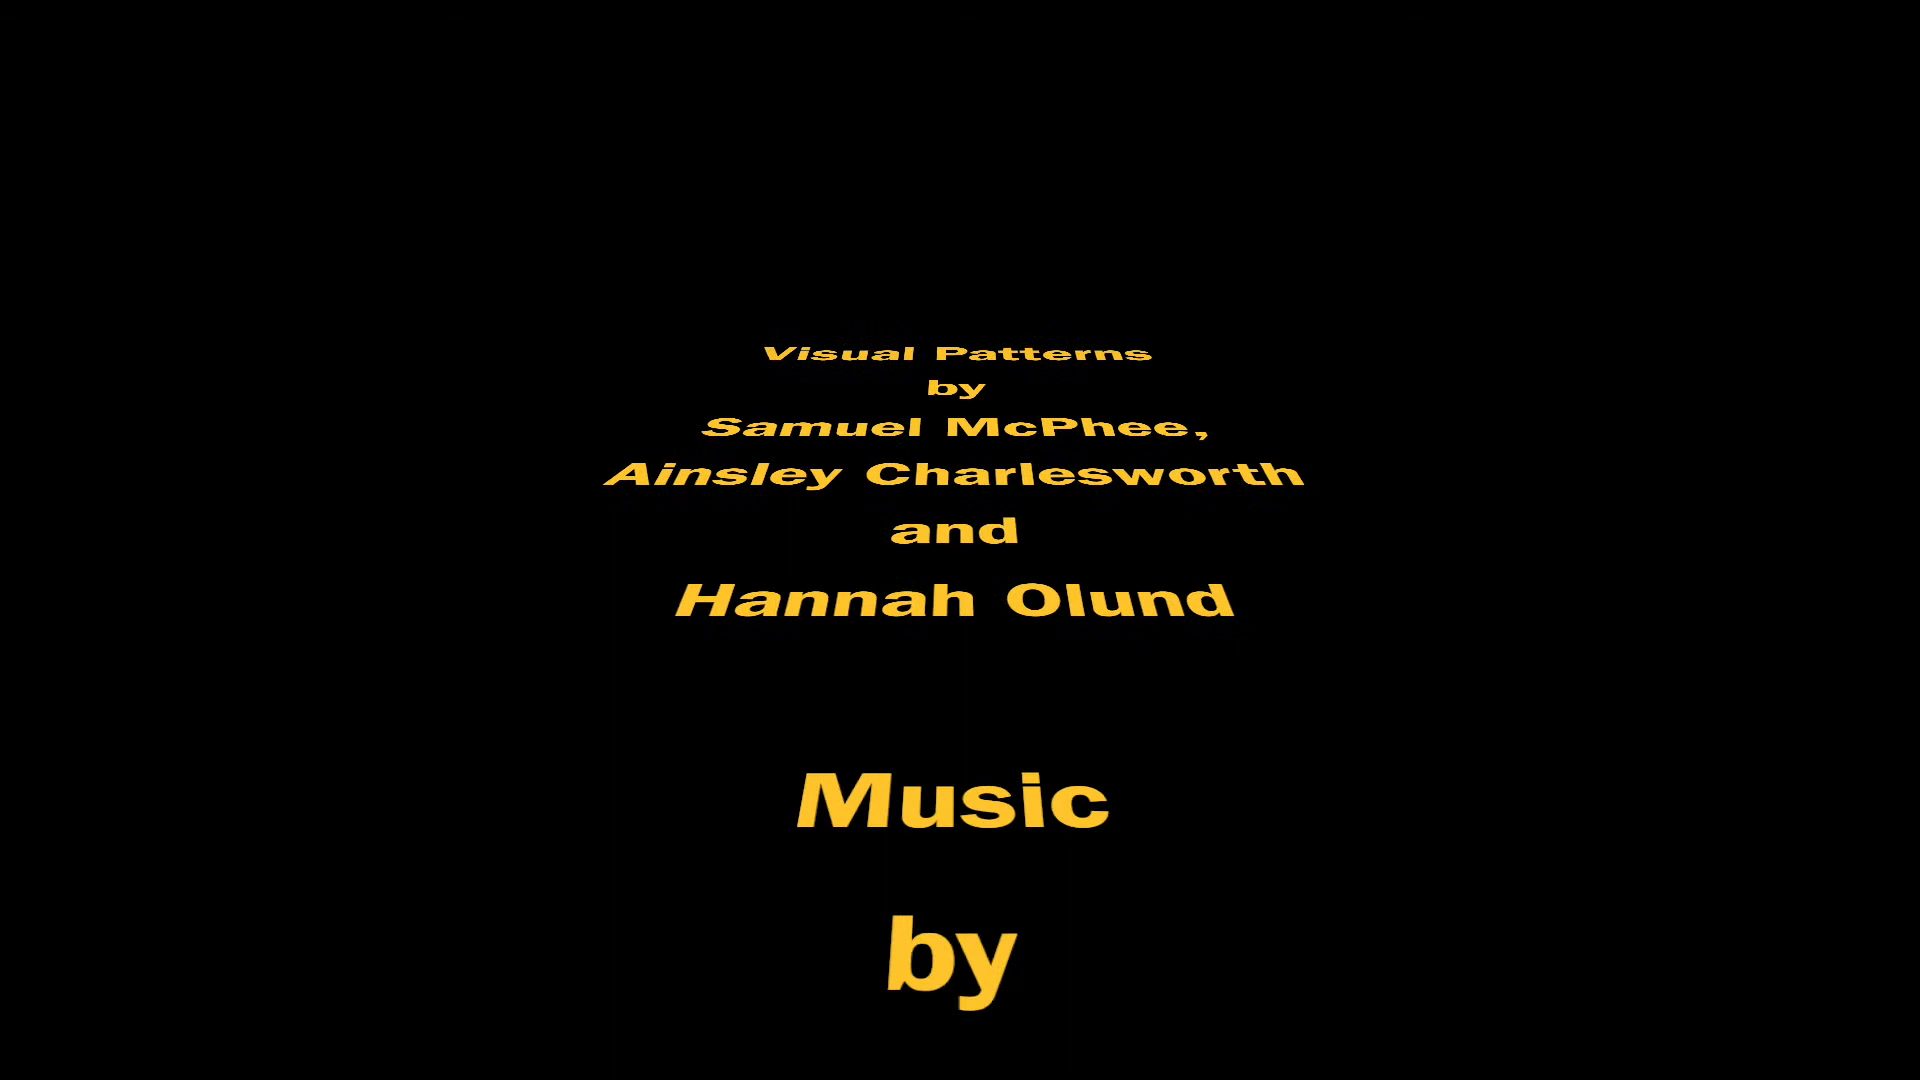 Visual Patterns
by
Samuel McPhee,
Ainsley Charlesworth
and
Hannah Olund
Music
by